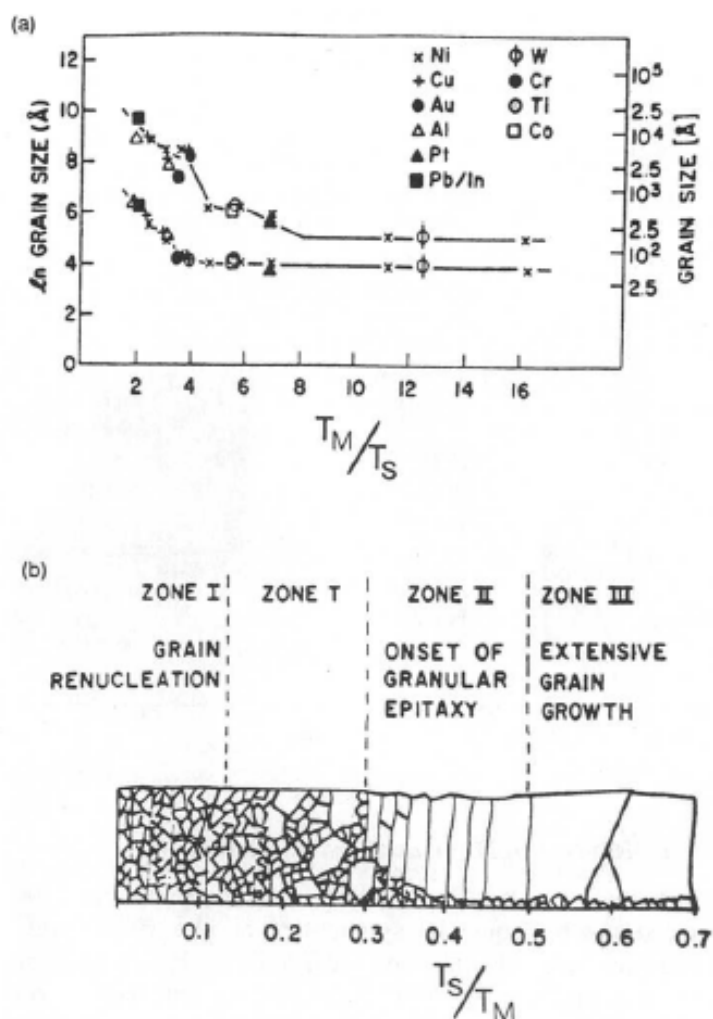 (a)
12
10
8
6
4
2
0
ℓn GRAIN SIZE (Å)
× Ni
+ Cu
● Au
△ Al
▲ Pt
■ Pb/In
W
● Cr
Ti
□ Co
10⁵
2.5
10⁴
2.5
10³
2.5
10²
2.5
GRAIN SIZE [Å]
2 4 6 8 10 12 14 16
T_M/T_S
(b)
ZONE I ZONE T ZONE II ZONE III
GRAIN RENUCLEATION
ONSET OF GRANULAR EPITAXY
EXTENSIVE GRAIN GROWTH
0.1 0.2 0.3 0.4 0.5 0.6 0.7
T_S/T_M